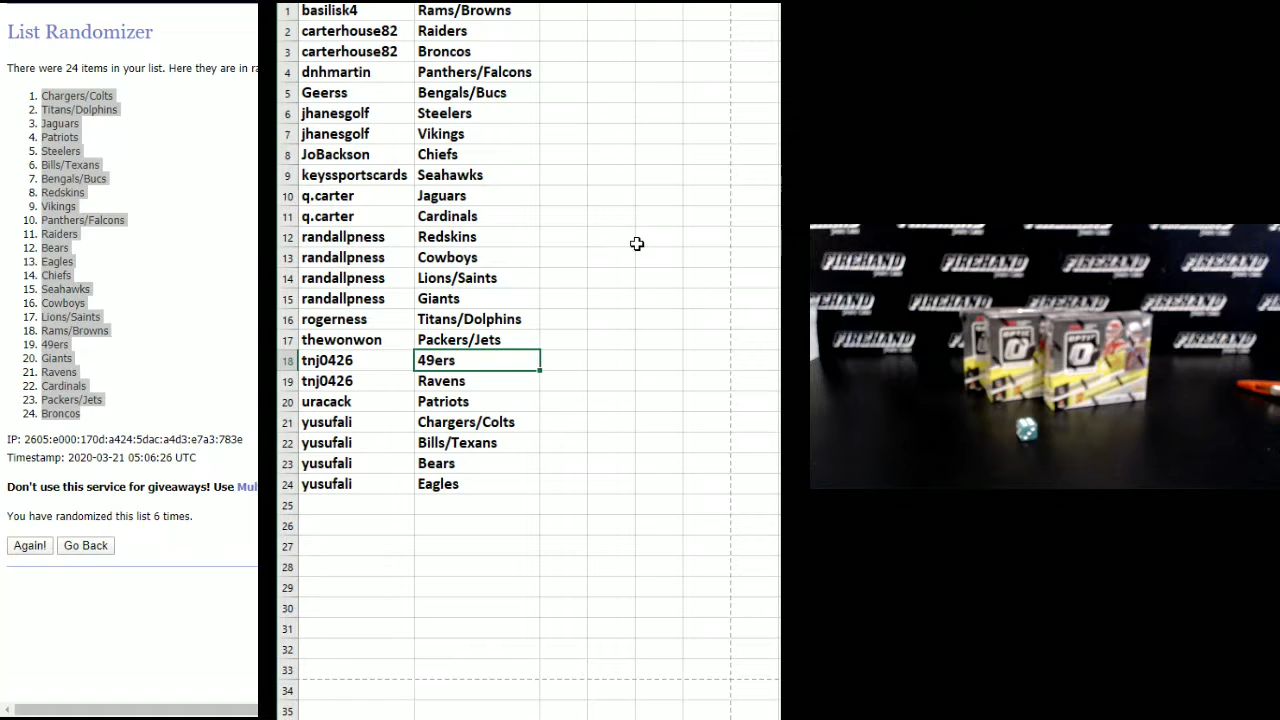 List Randomizer
There were 24 items in your list. Here they are in ra
1. Chargers/Colts
2. Titans/Dolphins
3. Jaguars
4. Patriots
5. Steelers
6. Bills/Texans
7. Bengals/Bucs
8. Redskins
9. Vikings
10. Panthers/Falcons
11. Raiders
12. Bears
13. Eagles
14. Chiefs
15. Seahawks
16. Cowboys
17. Lions/Saints
18. Rams/Browns
19. 49ers
20. Giants
21. Ravens
22. Cardinals
23. Packers/Jets
24. Broncos
IP: 2605:e000:170d:a424:5dac:a4d3:e7a3:783e
Timestamp: 2020-03-21 05:06:26 UTC
Don't use this service for giveaways! Use Mul
You have randomized this list 6 times.
Again! Go Back
1 basilisk4 Rams/Browns
2 carterhouse82 Raiders
3 carterhouse82 Broncos
4 dnhmartin Panthers/Falcons
5 Geerss Bengals/Bucs
6 jhanesgolf Steelers
7 jhanesgolf Vikings
8 JoBackson Chiefs
9 keyssportscards Seahawks
10 q.carter Jaguars
11 q.carter Cardinals
12 randallpness Redskins
13 randallpness Cowboys
14 randallpness Lions/Saints
15 randallpness Giants
16 rogerness Titans/Dolphins
17 thewonwon Packers/Jets
18 tnj0426 49ers
19 tnj0426 Ravens
20 uracack Patriots
21 yusufali Chargers/Colts
22 yusufali Bills/Texans
23 yusufali Bears
24 yusufali Eagles
25
26
27
28
29
30
31
32
33
34
35
FIREHAND FIREHAND FIREHAND FIREHAND
FIREHAND FIREHAND FIREHAND
FIREHAND FIREHAND
OPTIC